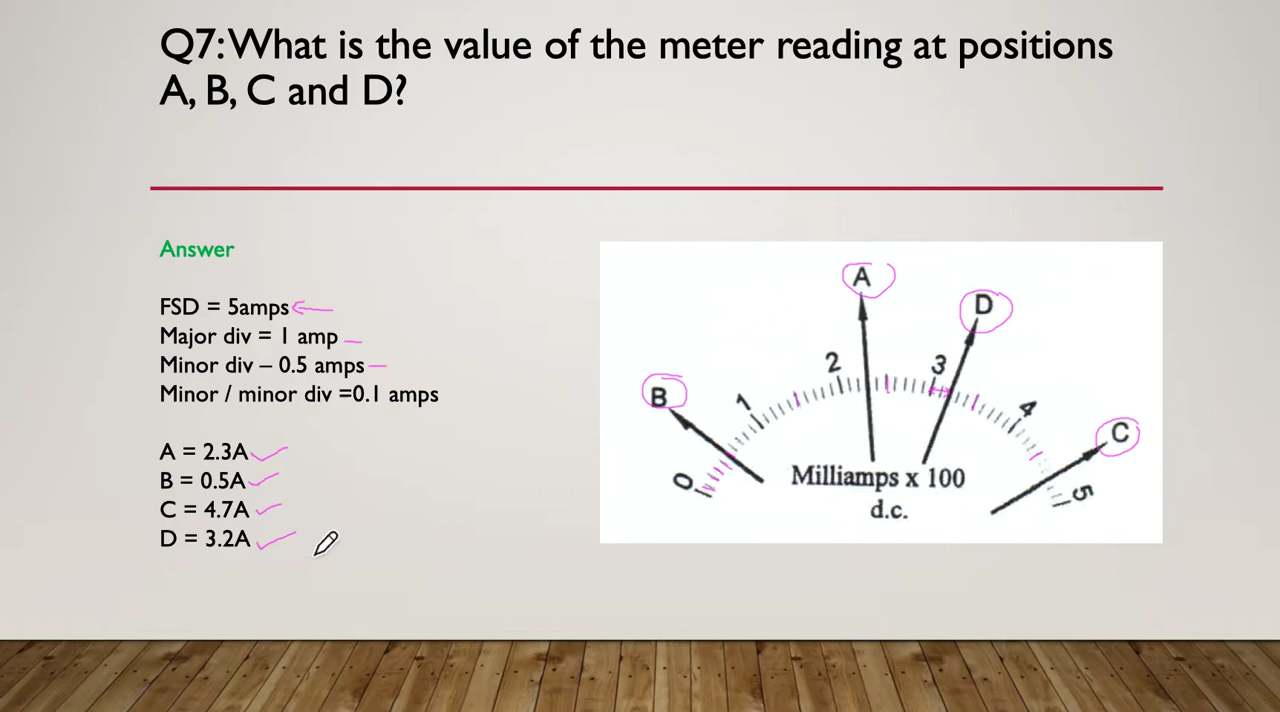 Q7: What is the value of the meter reading at positions
A, B, C and D?
Answer
FSD = 5amps
Major div = 1 amp
Minor div – 0.5 amps
Minor / minor div =0.1 amps
A = 2.3A
B = 0.5A
C = 4.7A
D = 3.2A
A
D
B
C
0
1
2
3
4
5
Milliamps x 100
d.c.